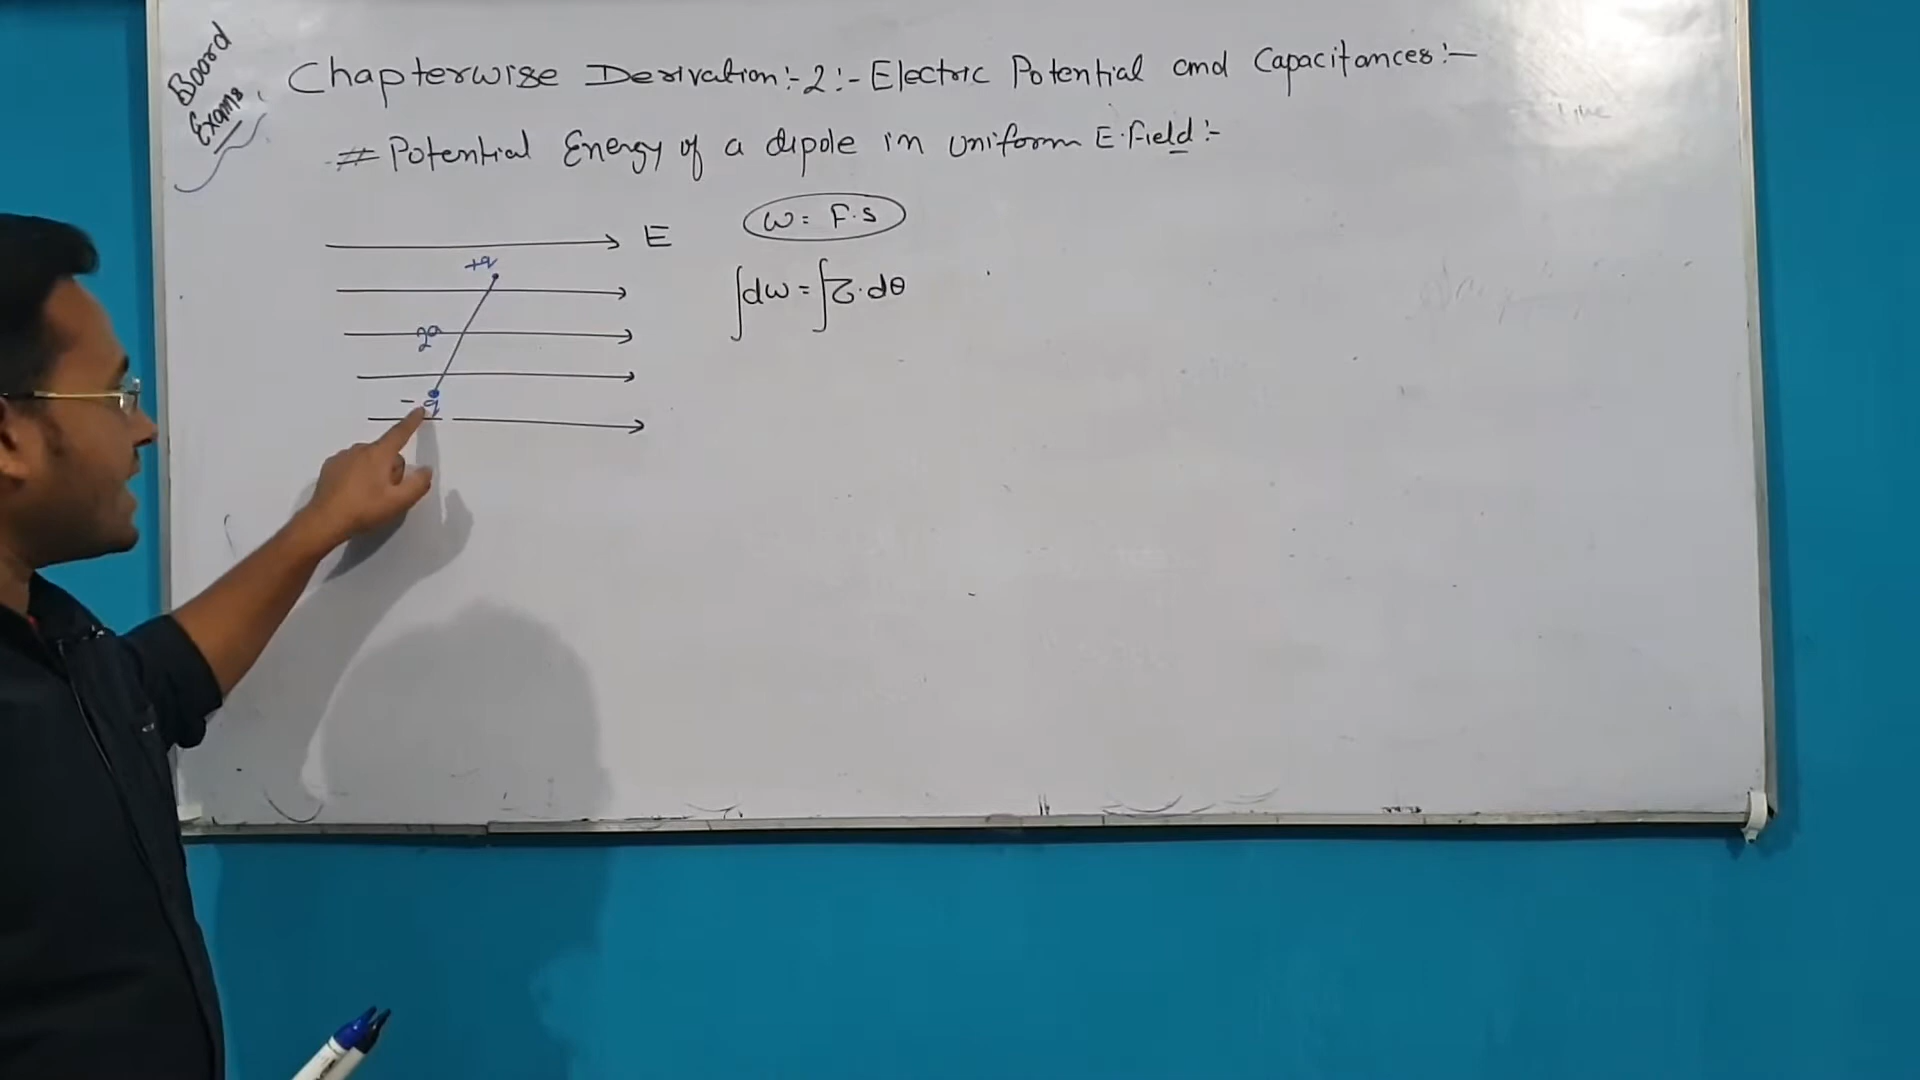 Board
Exams
Chapterwise Derivation:-2:- Electric Potential and Capacitances:-
# Potential Energy of a dipole in uniform E.Field:-
E
W = F.S
+q
∫dw = ∫τ.dθ
2a
-q